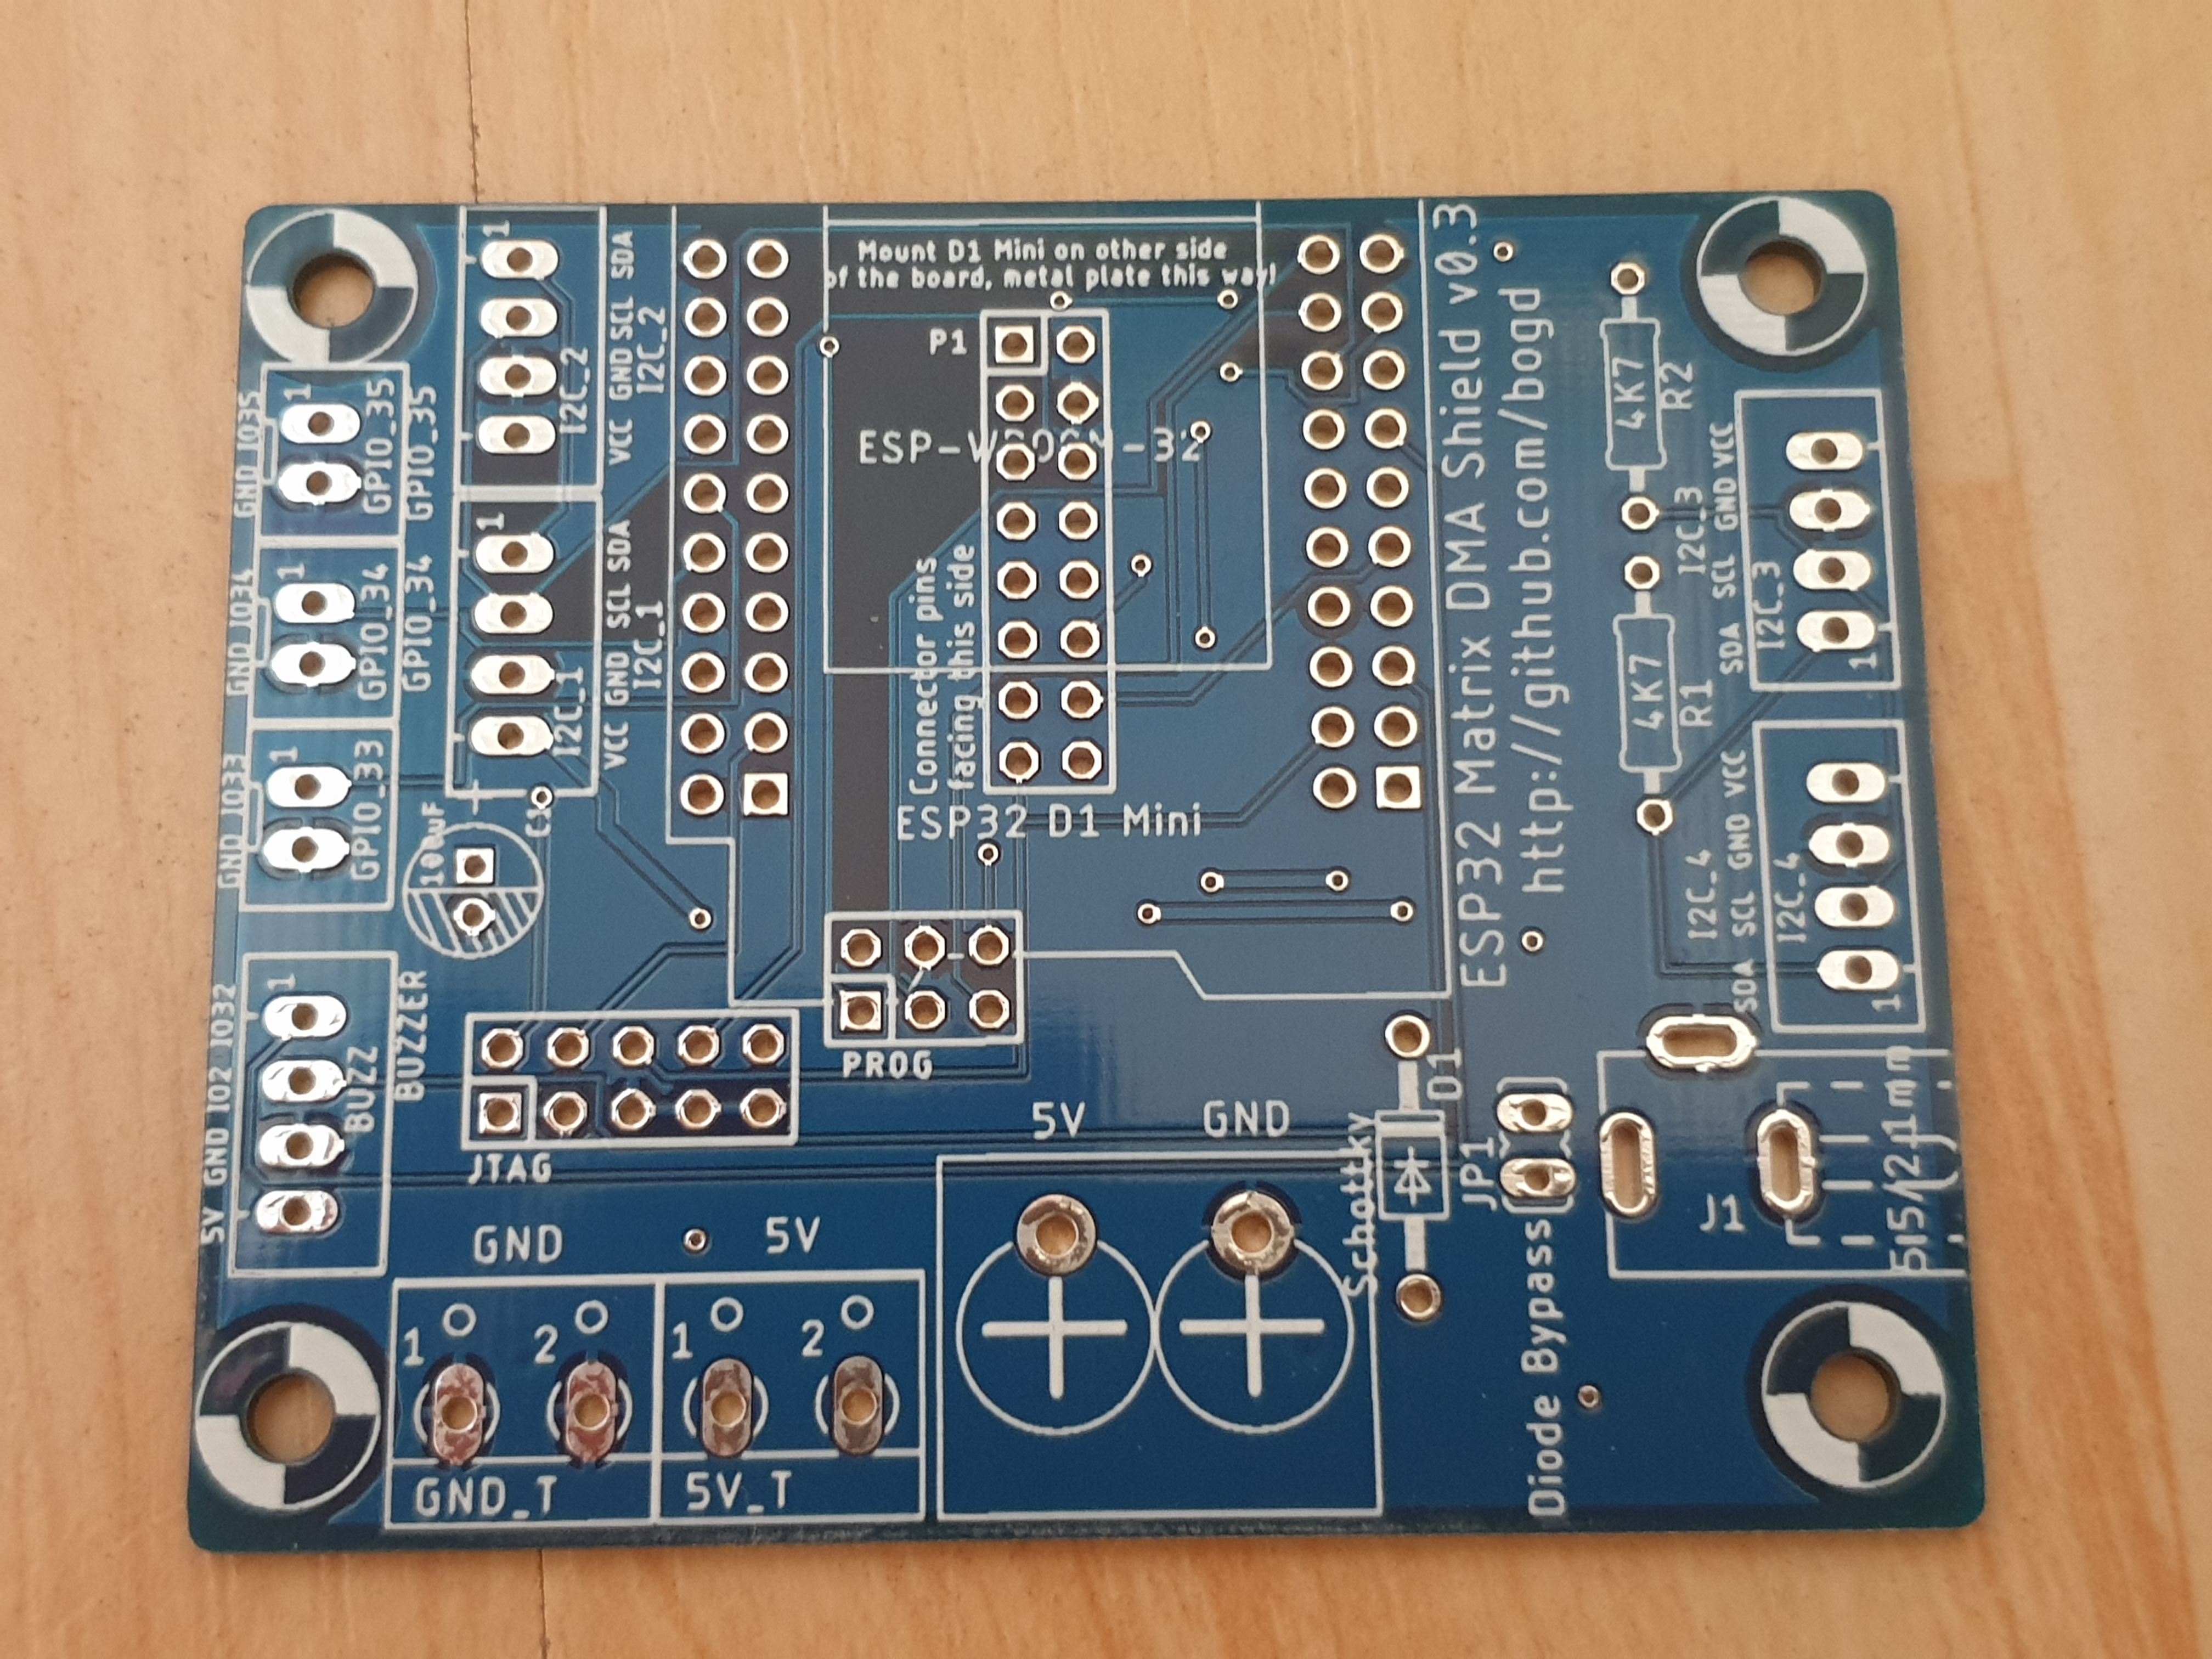 5V GND IO2 IO32
1
BUZZ
BUZZER
GND IO33
1
GPIO_33
GND IO34
1
GPIO_34
GPIO_34
GND IO35
1
GPIO_35
GPIO_35
GND_T
1
2
GND
5V_T
1
2
5V
JTAG
100uF
C1
1
I2C_1
VCC GND SCL SDA
I2C_1
1
I2C_2
VCC GND SCL SDA
I2C_2
PROG
ESP32 D1 Mini
Connector pins
facing this side
ESP-WROOM-32
P1
Mount D1 Mini on other side
of the board, metal plate this way!
5V
GND
Schottky
D1
JP1
Diode Bypass
ESP32 Matrix DMA Shield v0.3
http://github.com/bogd
4K7
R1
4K7
R2
J1
5.5/2.1mm
I2C_4
SDA SCL GND VCC
I2C_4
1
I2C_3
SDA SCL GND VCC
I2C_3
1